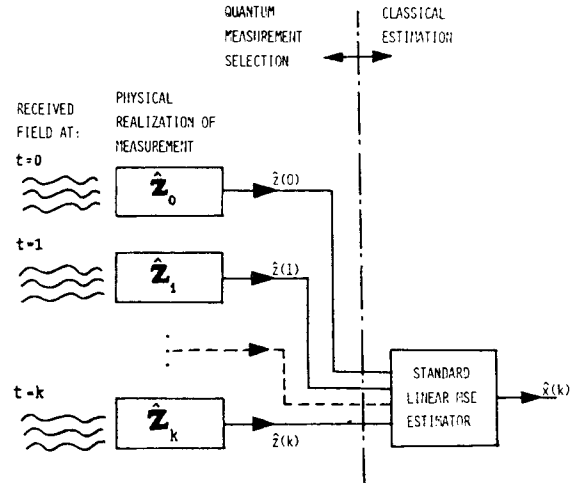 QUANTUM
MEASUREMENT
SELECTION
CLASSICAL
ESTIMATION
RECEIVED
FIELD AT:
PHYSICAL
REALIZATION OF
MEASUREMENT
t=0
Ẑ₀
ẑ(0)
t=1
Ẑ₁
ẑ(1)
t=k
Ẑₖ
ẑ(k)
STANDARD
LINEAR MSE
ESTIMATOR
x̂(k)